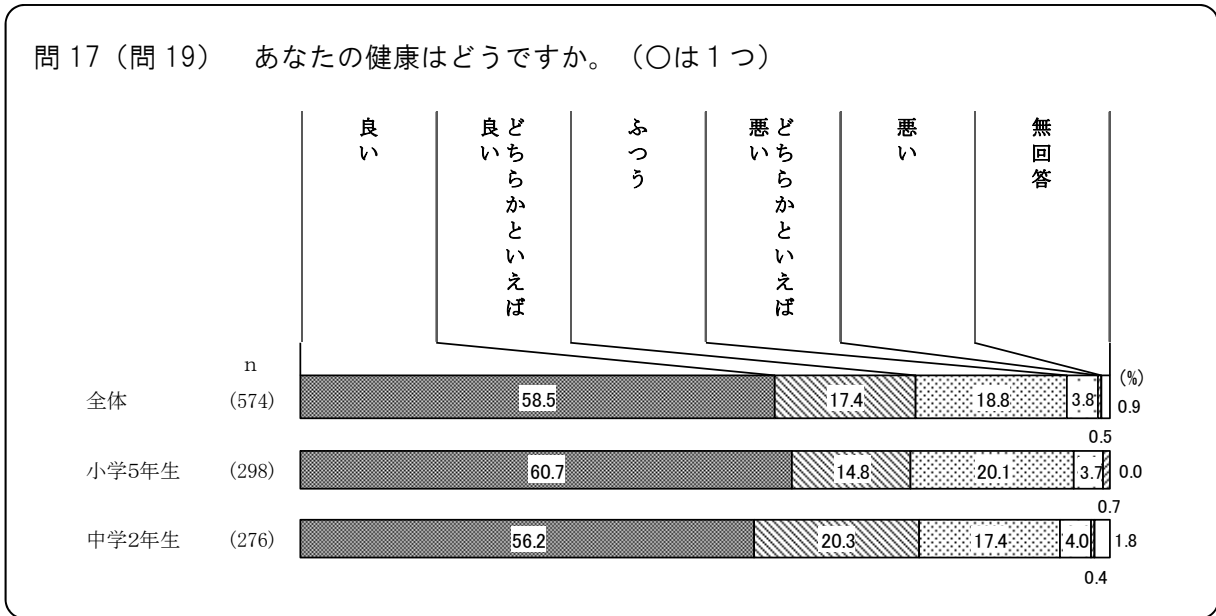 問17（問19）　あなたの健康はどうですか。（○は1つ）
良い
どちらかといえば
良い
ふつう
どちらかといえば
悪い
悪い
無回答
n
(%)
全体 (574) 58.5 17.4 18.8 3.8 0.9
0.5
小学5年生 (298) 60.7 14.8 20.1 3.7 0.0
0.7
中学2年生 (276) 56.2 20.3 17.4 4.0 1.8
0.4